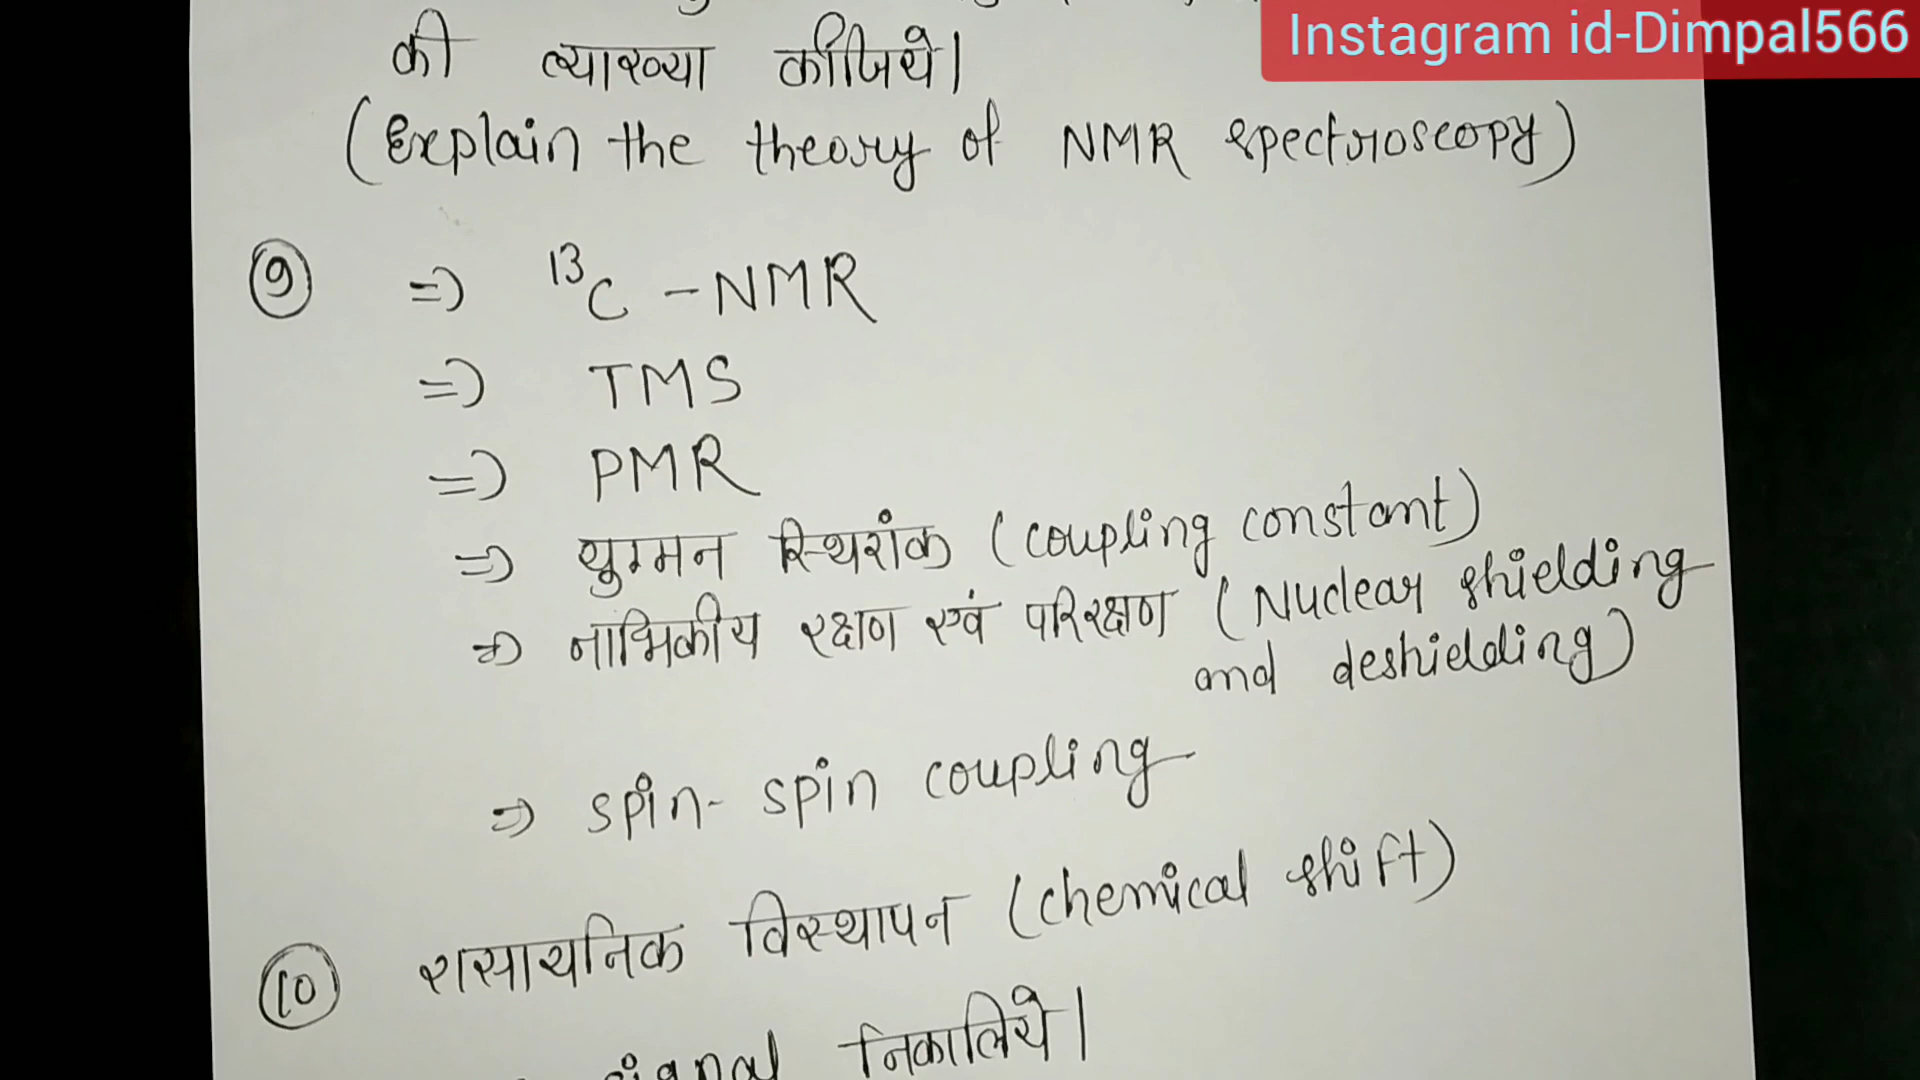 Instagram id-Dimpal566
की व्याख्या कीजिये।
(Explain the theory of NMR spectroscopy)
9 => ¹³C - NMR
=> TMS
=> PMR
=> युग्मन स्थिरांक (coupling constant)
=> नाभिकीय रक्षण एवं परिरक्षण (Nuclear shielding
and deshielding)
=> spin-spin coupling
10 रासायनिक विस्थापन (chemical shift)
signal निकालिये।